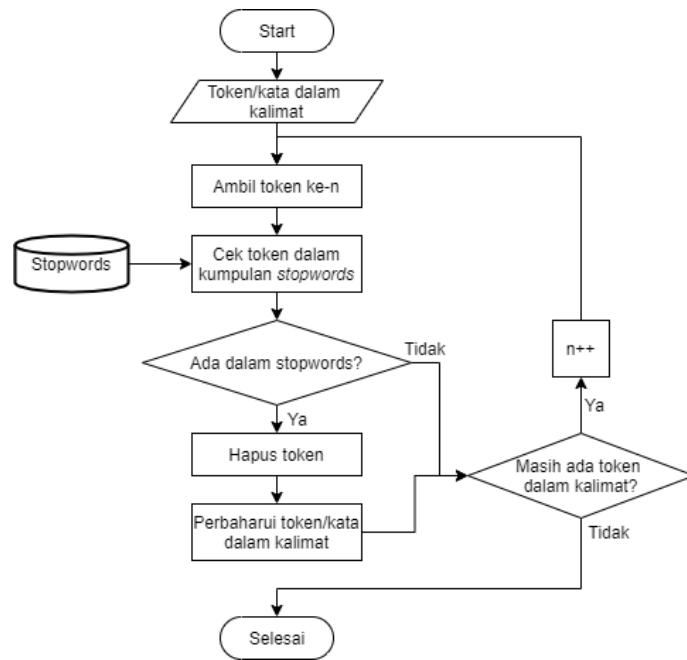 Start
Token/kata dalam
kalimat
Ambil token ke-n
Stopwords
Cek token dalam
kumpulan stopwords
Ada dalam stopwords?
Tidak
Ya
Hapus token
Perbaharui token/kata
dalam kalimat
n++
Ya
Masih ada token
dalam kalimat?
Tidak
Selesai